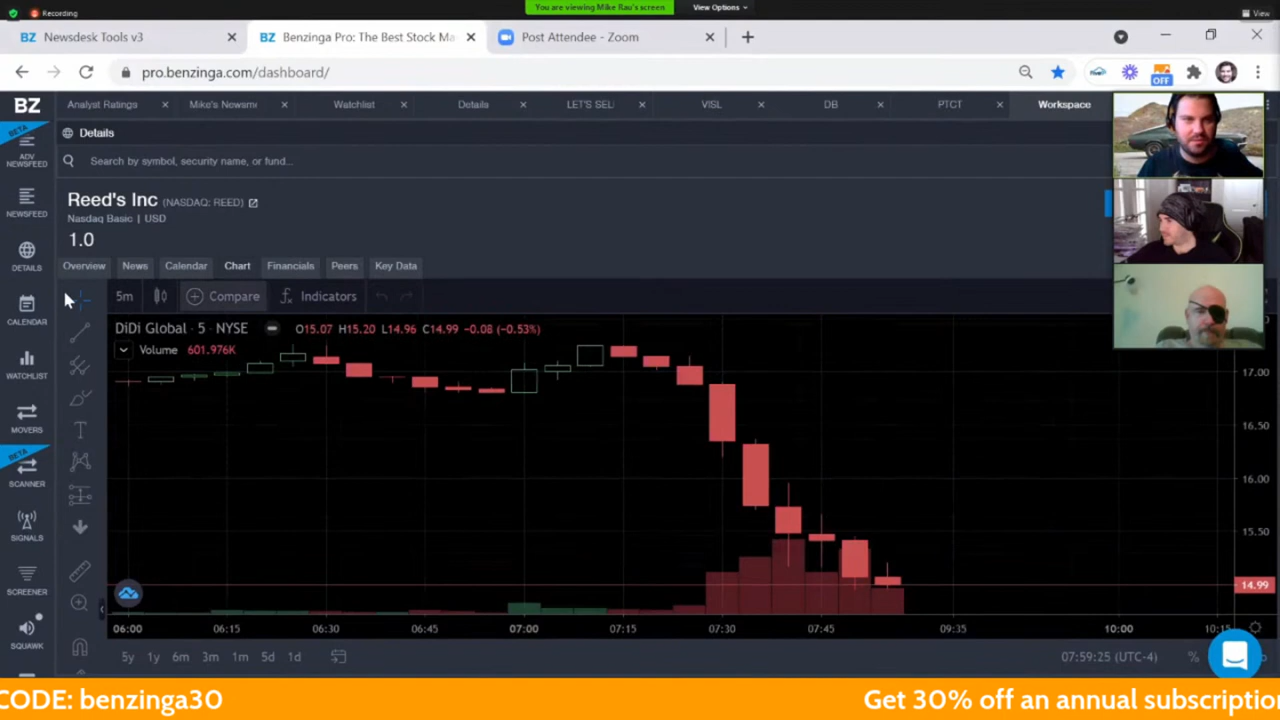 Recording
You are viewing Mike Rau's screen
View Options
View
BZ Newsdesk Tools v3
BZ Benzinga Pro: The Best Stock Ma
Post Attendee - Zoom
pro.benzinga.com/dashboard/
OFF
BZ
Analyst Ratings
Mike's Newsme
Watchlist
Details
LET'S SEL
VISL
DB
PTCT
Workspace
BETA
ADV
NEWSFEED
NEWSFEED
DETAILS
CALENDAR
WATCHLIST
MOVERS
BETA
SCANNER
SIGNALS
SCREENER
SQUAWK
Details
Search by symbol, security name, or fund...
Reed's Inc (NASDAQ: REED)
Nasdaq Basic | USD
1.0
Overview News Calendar Chart Financials Peers Key Data
5m Compare Indicators
DiDi Global · 5 · NYSE O15.07 H15.20 L14.96 C14.99 −0.08 (−0.53%)
Volume 601.976K
17.00
16.50
16.00
15.50
14.99
06:00 06:15 06:30 06:45 07:00 07:15 07:30 07:45 09:35 10:00 10:15
5y 1y 6m 3m 1m 5d 1d
07:59:25 (UTC-4) %
CODE: benzinga30
Get 30% off an annual subscription